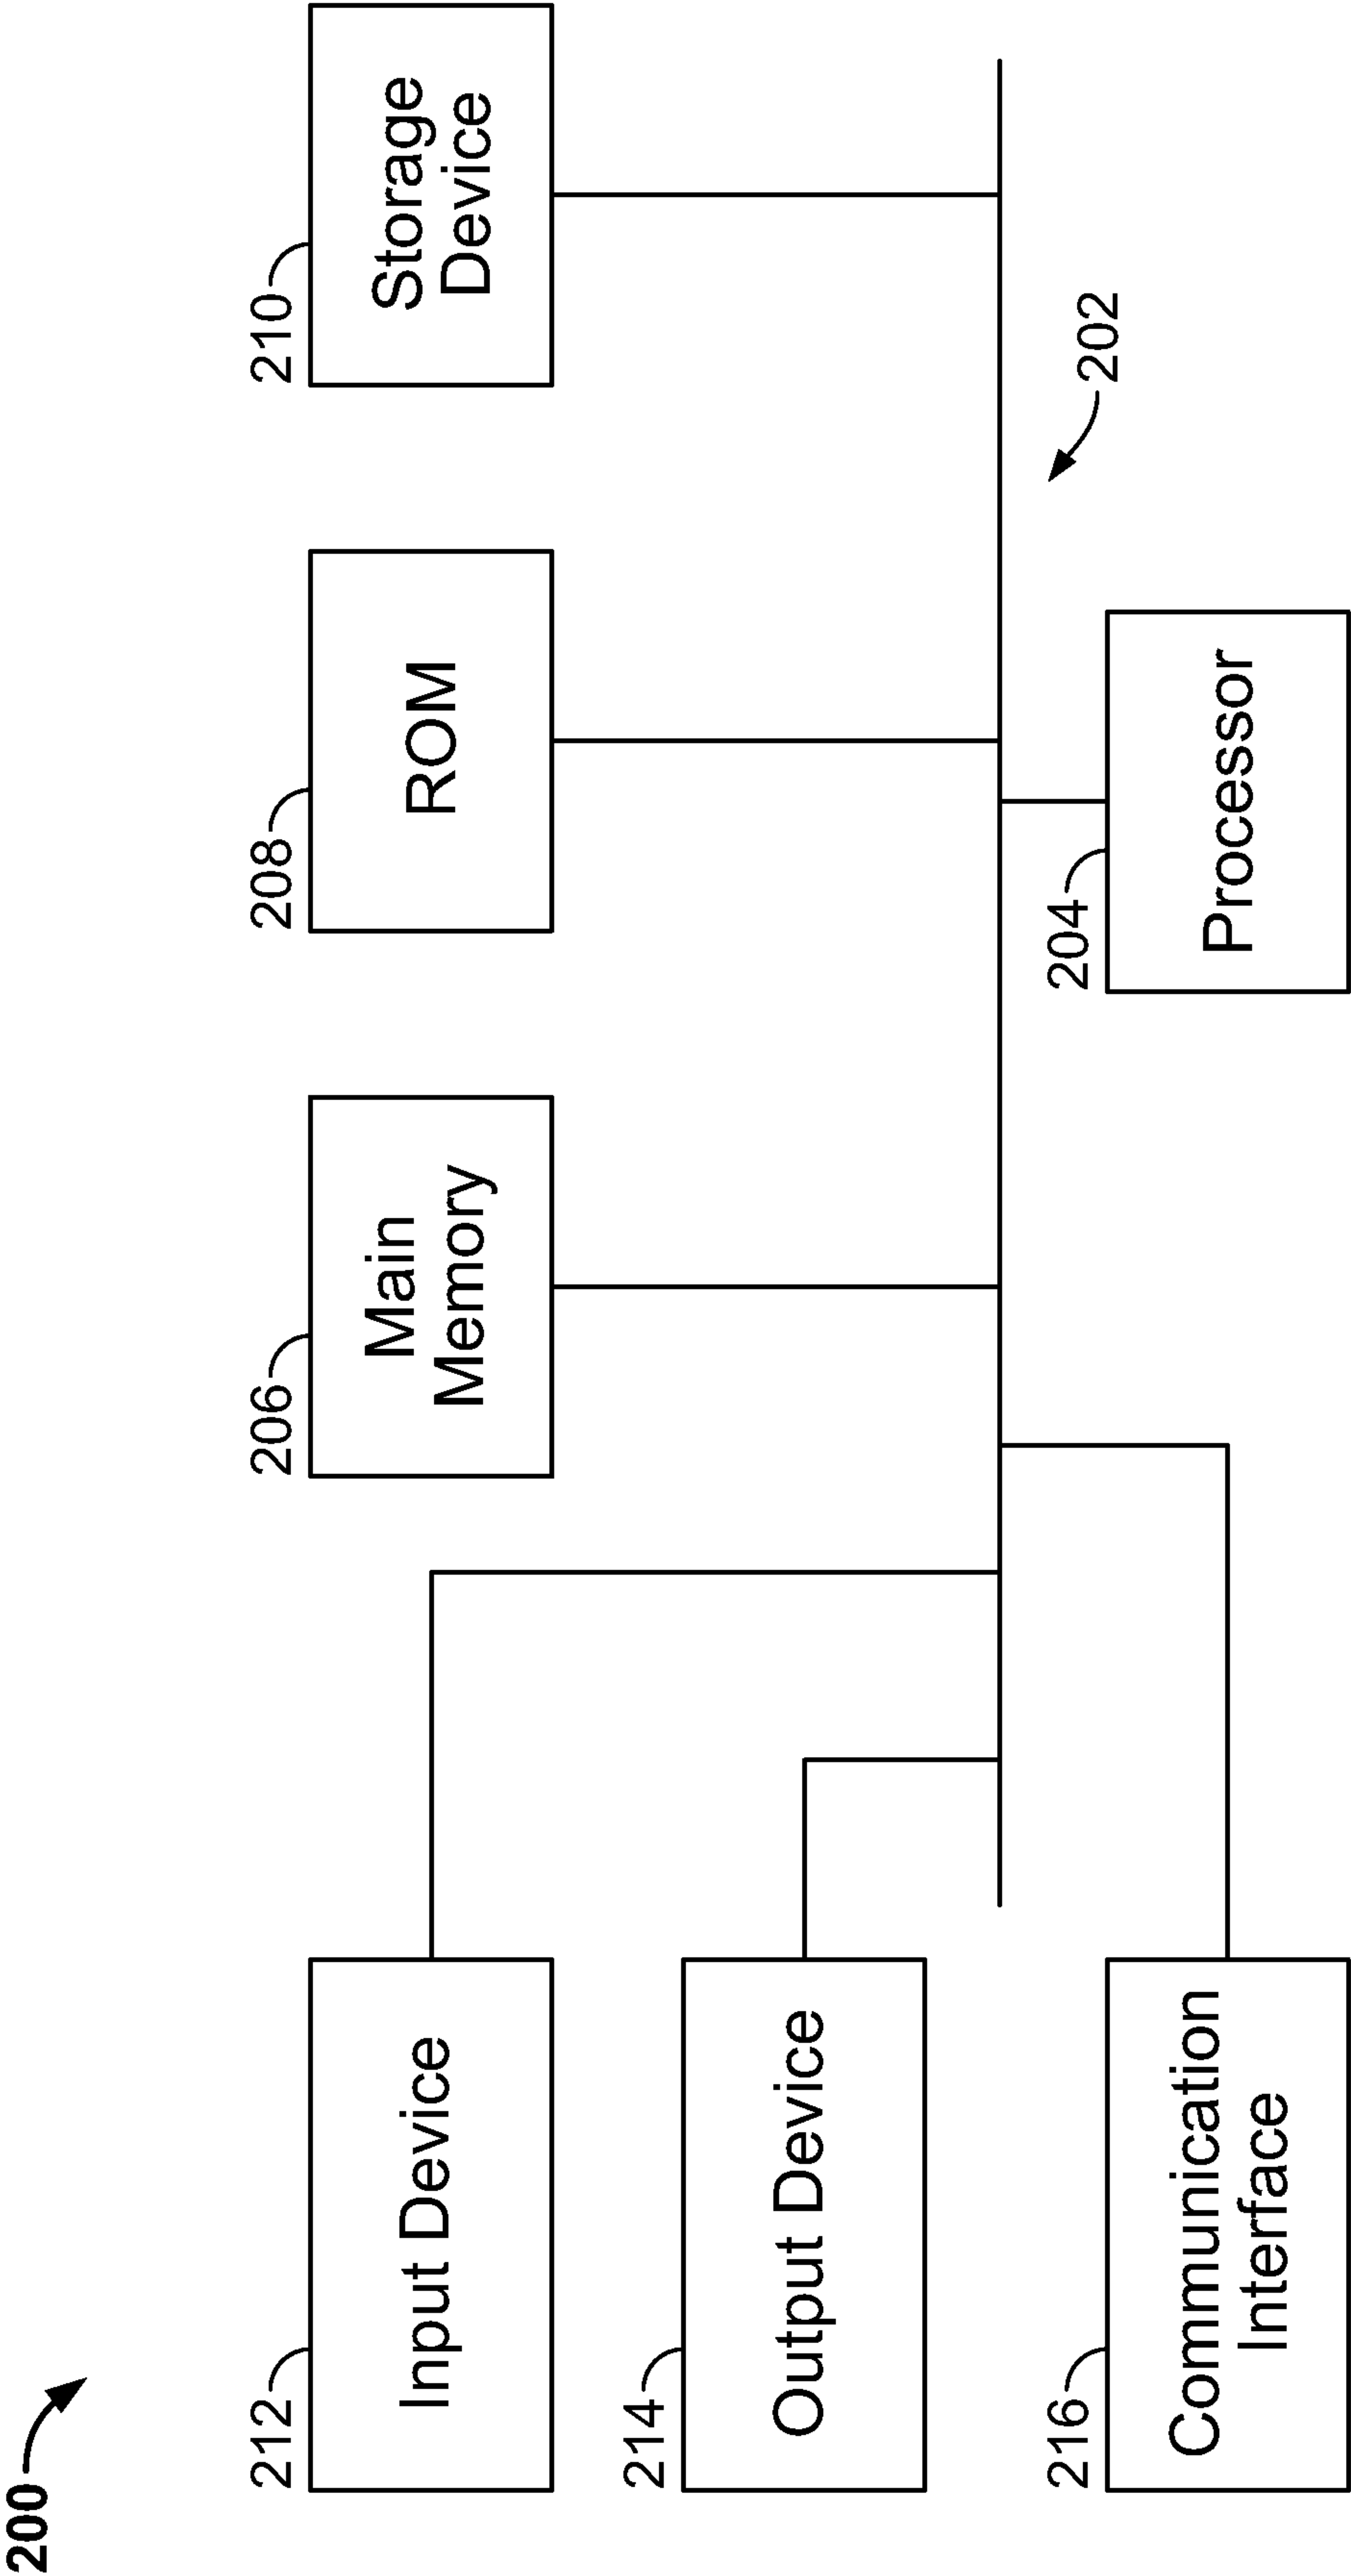 200
212
Input Device
206
Main
Memory
208
ROM
210
Storage
Device
214
Output Device
202
216
Communication
Interface
204
Processor